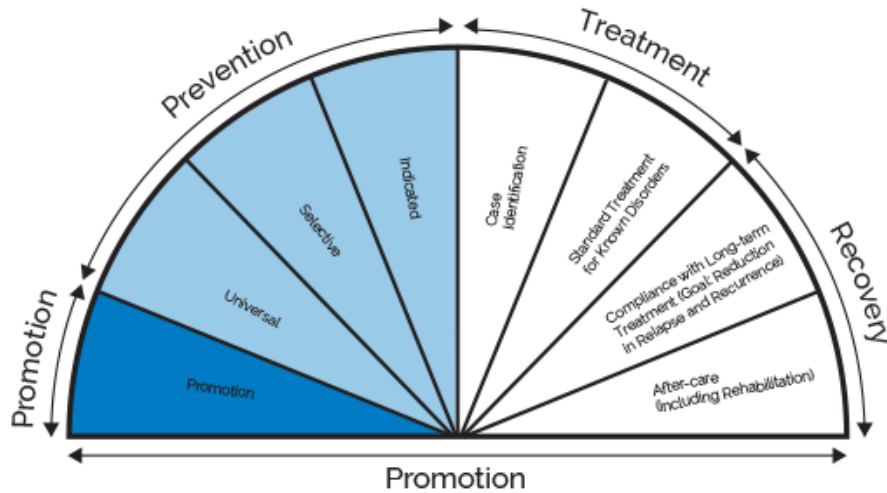 Promotion
Prevention
Treatment
Recovery
Promotion
Universal
Selective
Indicated
Case
Identification
Standard Treatment
for Known Disorders
Compliance with Long-term
Treatment (Goal: Reduction
in Relapse and Recurrence)
After-care
(Including Rehabilitation)
Promotion